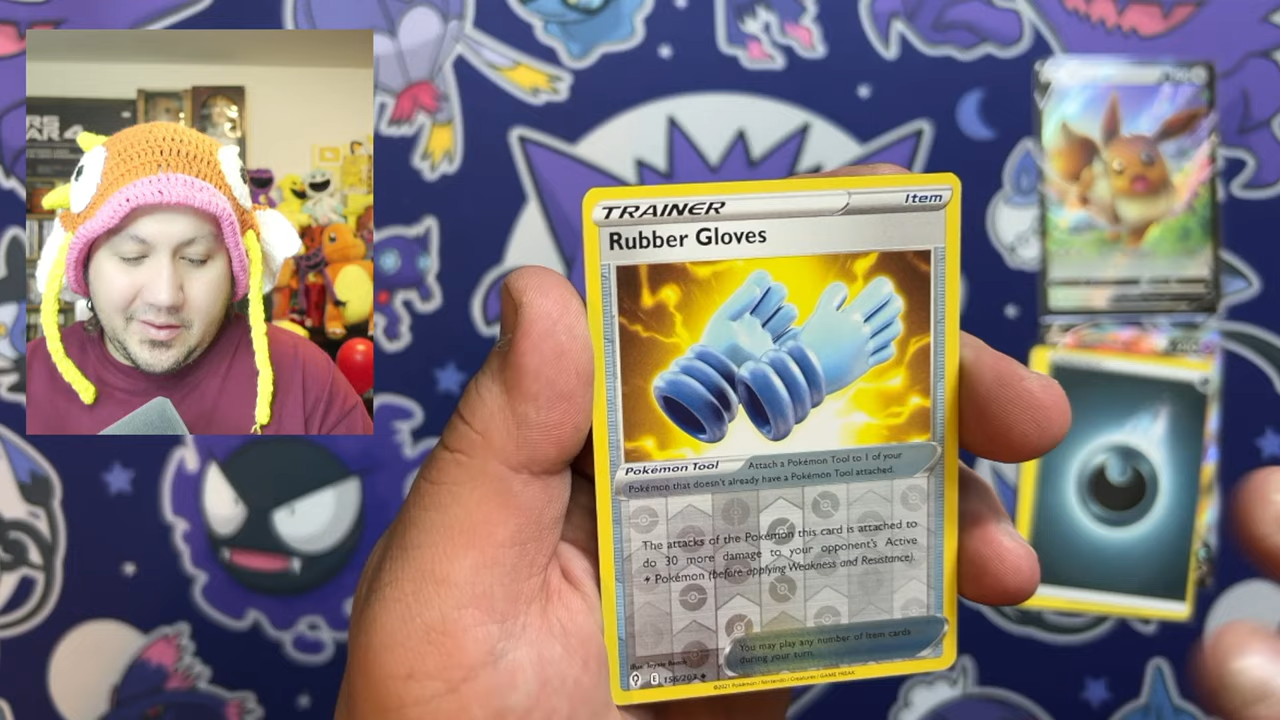 RS
AR 4
TRAINER
Item
Rubber Gloves
Pokémon Tool
Attach a Pokémon Tool to 1 of your
Pokémon that doesn't already have a Pokémon Tool attached.
The attacks of the Pokémon this card is attached to
do 30 more damage to your opponent's Active
Pokémon (before applying Weakness and Resistance).
You may play any number of Item cards
during your turn.
E 156/203
©2021 Pokémon / Nintendo / Creatures / GAME FREAK